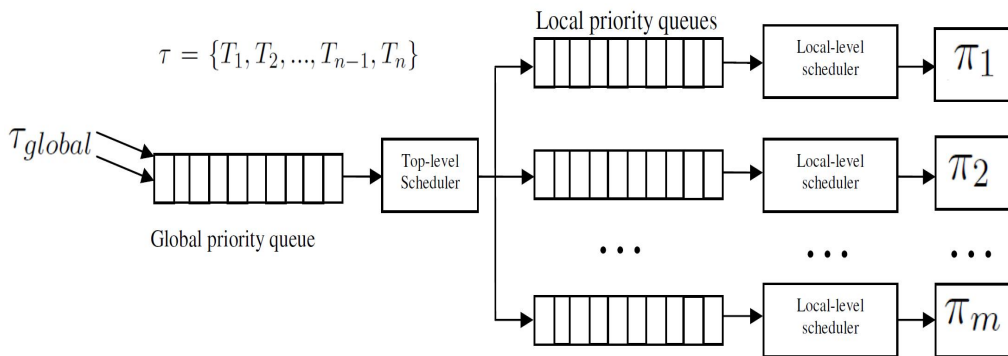 Local priority queues
τ = {T₁, T₂, ..., Tₙ₋₁, Tₙ}
Local-level
scheduler
π₁
τ_global
Top-level
Scheduler
Local-level
scheduler
π₂
Global priority queue
...
...
...
Local-level
scheduler
πₘ